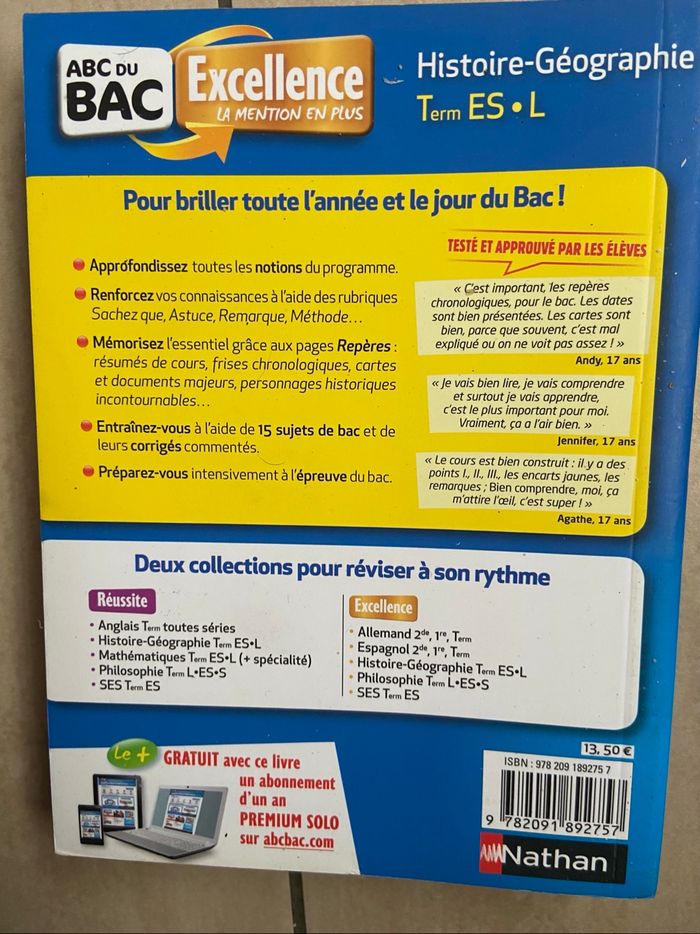 ABC DU
BAC
Excellence
LA MENTION EN PLUS
Histoire-Géographie
Term ES • L
Pour briller toute l'année et le jour du Bac !
• Approfondissez toutes les notions du programme.
• Renforcez vos connaissances à l'aide des rubriques
Sachez que, Astuce, Remarque, Méthode…
• Mémorisez l'essentiel grâce aux pages Repères :
résumés de cours, frises chronologiques, cartes
et documents majeurs, personnages historiques
incontournables…
• Entraînez-vous à l'aide de 15 sujets de bac et de
leurs corrigés commentés.
• Préparez-vous intensivement à l'épreuve du bac.
TESTÉ ET APPROUVÉ PAR LES ÉLÈVES
« C'est important, les repères
chronologiques, pour le bac. Les dates
sont bien présentées. Les cartes sont
bien, parce que souvent, c'est mal
expliqué ou on ne voit pas assez ! »
Andy, 17 ans
« Je vais bien lire, je vais comprendre
et surtout je vais apprendre,
c'est le plus important pour moi.
Vraiment, ça a l'air bien. »
Jennifer, 17 ans
« Le cours est bien construit : il y a des
points I., II., III., les encarts jaunes, les
remarques ; Bien comprendre, moi, ça
m'attire l'œil, c'est super ! »
Agathe, 17 ans
Deux collections pour réviser à son rythme
Réussite
• Anglais Term toutes séries
• Histoire-Géographie Term ES•L
• Mathématiques Term ES•L (+ spécialité)
• Philosophie Term L•ES•S
• SES Term ES
Excellence
• Allemand 2de, 1re, Term
• Espagnol 2de, 1re, Term
• Histoire-Géographie Term ES•L
• Philosophie Term L•ES•S
• SES Term ES
Le +
GRATUIT avec ce livre
un abonnement
d'un an
PREMIUM SOLO
sur abcbac.com
13,50 €
ISBN : 978 209 189275 7
9 782091 892757
Nathan